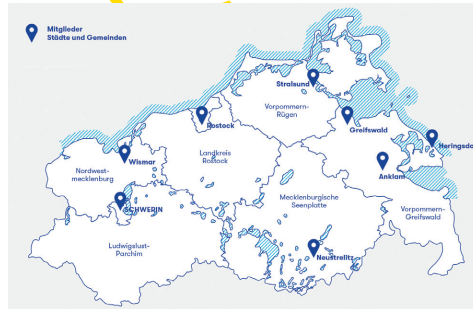 Mitglieder
Städte und Gemeinden
Stralsund
Vorpommern-
Rügen
Rostock
Greifswald
Wismar
Landkreis
Rostock
Heringsdo
Nordwest-
mecklenburg
Anklam
SCHWERIN
Mecklenburgische
Seenplatte
Vorpommern-
Greifswald
Ludwigslust-
Parchim
Neustrelitz